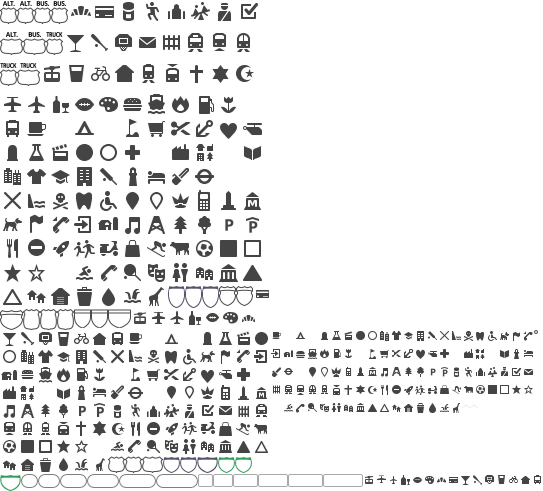 ALT. ALT. BUS. BUS.
ALT. BUS. TRUCK
TRUCK TRUCK
M
P P
P P